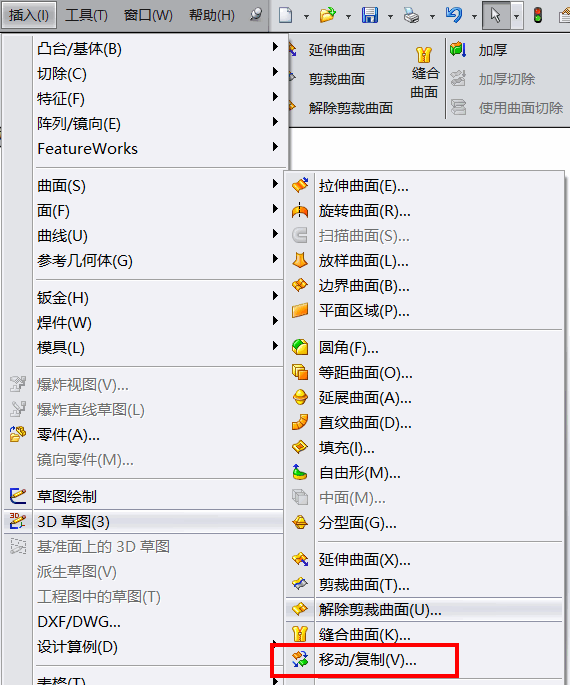 插入(I) 工具(T) 窗口(W) 帮助(H)
延伸曲面
剪裁曲面
解除剪裁曲面
缝合
曲面
加厚
加厚切除
使用曲面切除
凸台/基体(B)
切除(C)
特征(F)
阵列/镜向(E)
FeatureWorks
曲面(S)
面(F)
曲线(U)
参考几何体(G)
钣金(H)
焊件(W)
模具(L)
爆炸视图(V)...
爆炸直线草图(L)
零件(A)...
镜向零件(M)...
草图绘制
3D 草图(3)
基准面上的 3D 草图
派生草图(V)
工程图中的草图(T)
DXF/DWG...
设计算例(D)
表格(T)
拉伸曲面(E)...
旋转曲面(R)...
扫描曲面(S)...
放样曲面(L)...
边界曲面(B)...
平面区域(P)...
圆角(F)...
等距曲面(O)...
延展曲面(A)...
直纹曲面(D)...
填充(I)...
自由形(M)...
中面(M)...
分型面(G)...
延伸曲面(X)...
剪裁曲面(T)...
解除剪裁曲面(U)...
缝合曲面(K)...
移动/复制(V)...